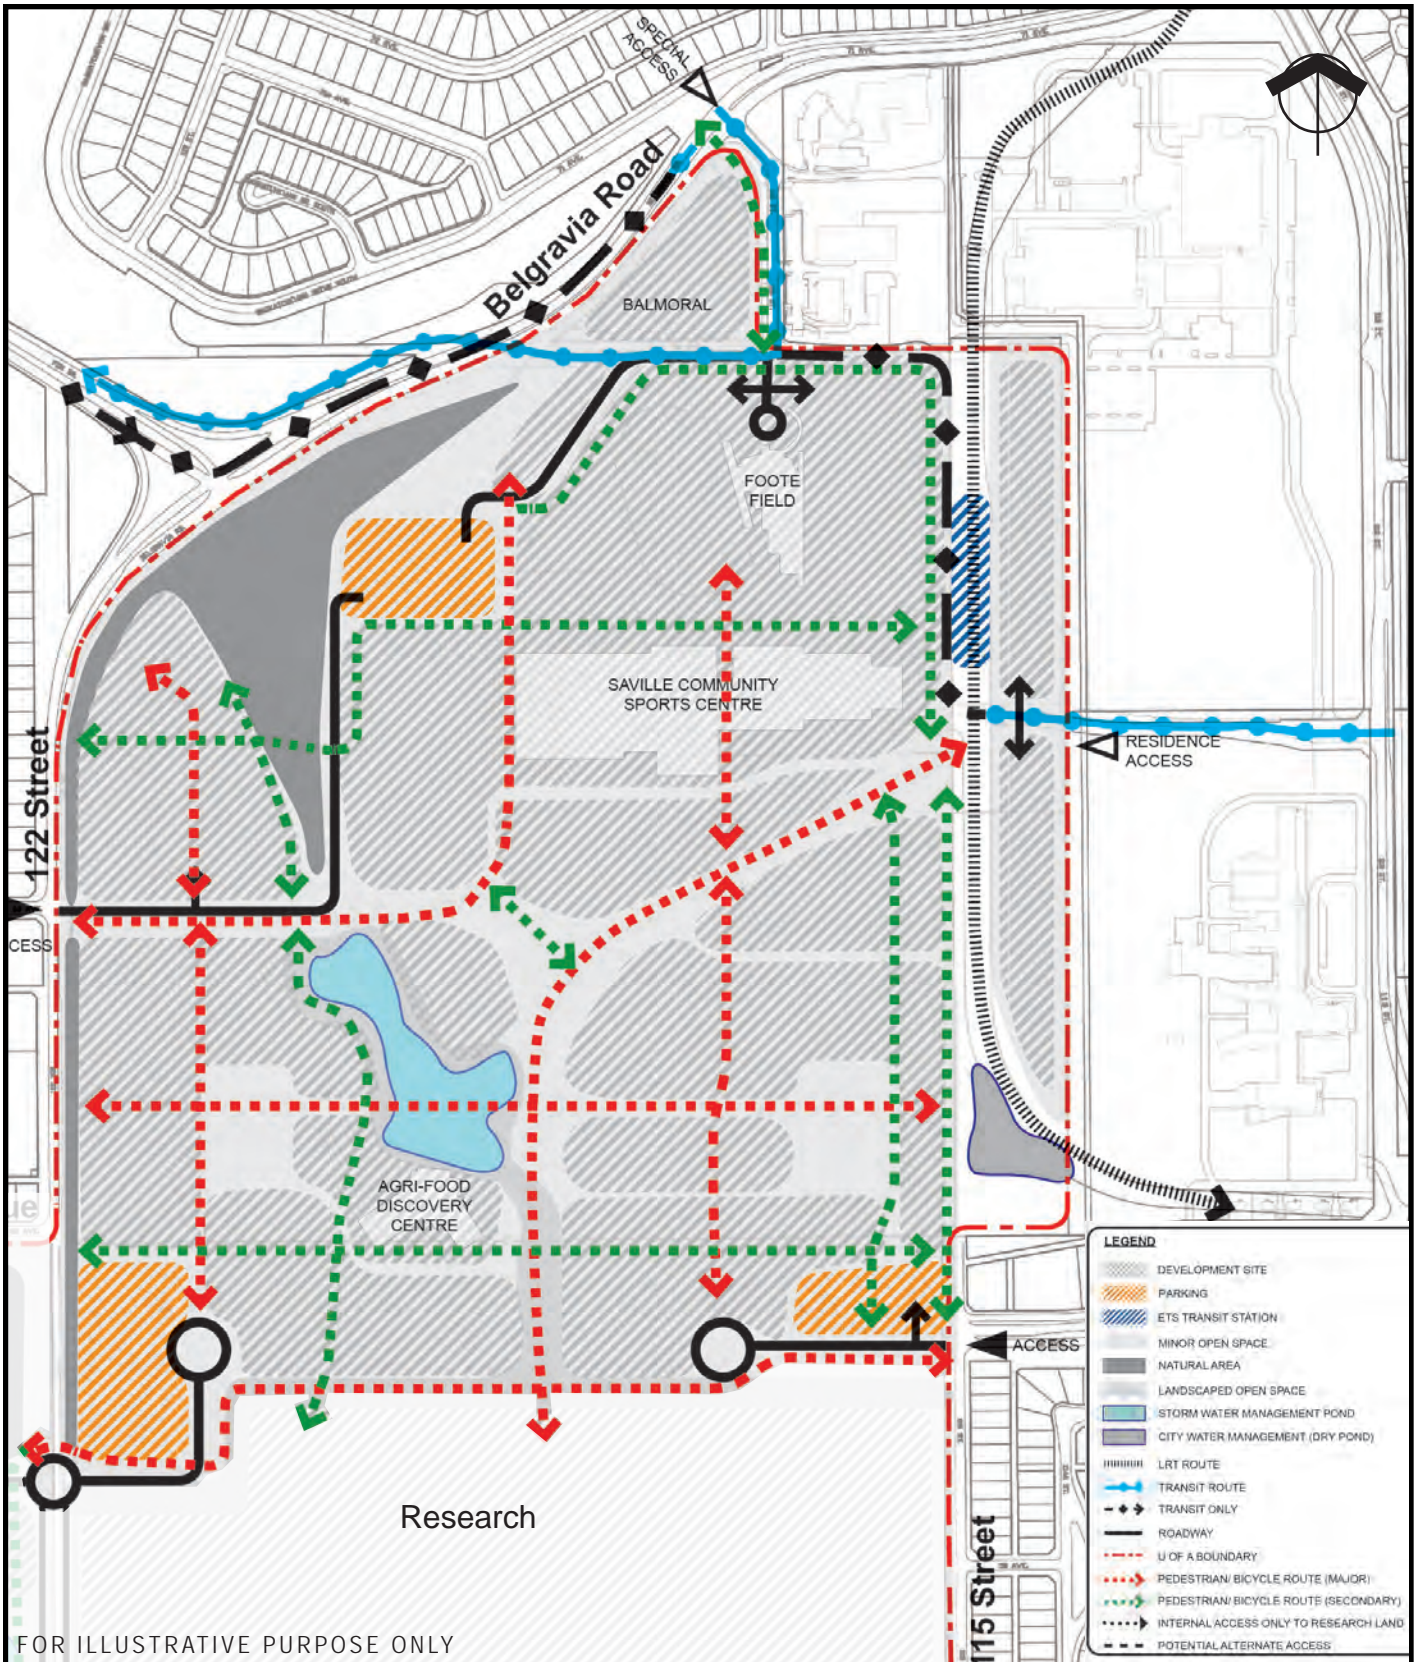 SPECIAL
ACCESS
Belgravia Road
BALMORAL
FOOTE
FIELD
SAVILLE COMMUNITY
SPORTS CENTRE
RESIDENCE
ACCESS
122 Street
CESS
AGRI-FOOD
DISCOVERY
CENTRE
ue
ACCESS
Research
115 Street
LEGEND
DEVELOPMENT SITE
PARKING
ETS TRANSIT STATION
MINOR OPEN SPACE
NATURAL AREA
LANDSCAPED OPEN SPACE
STORM WATER MANAGEMENT POND
CITY WATER MANAGEMENT (DRY POND)
LRT ROUTE
TRANSIT ROUTE
TRANSIT ONLY
ROADWAY
U OF A BOUNDARY
PEDESTRIAN/ BICYCLE ROUTE (MAJOR)
PEDESTRIAN/ BICYCLE ROUTE (SECONDARY)
INTERNAL ACCESS ONLY TO RESEARCH LAND
POTENTIAL ALTERNATE ACCESS
FOR ILLUSTRATIVE PURPOSE ONLY